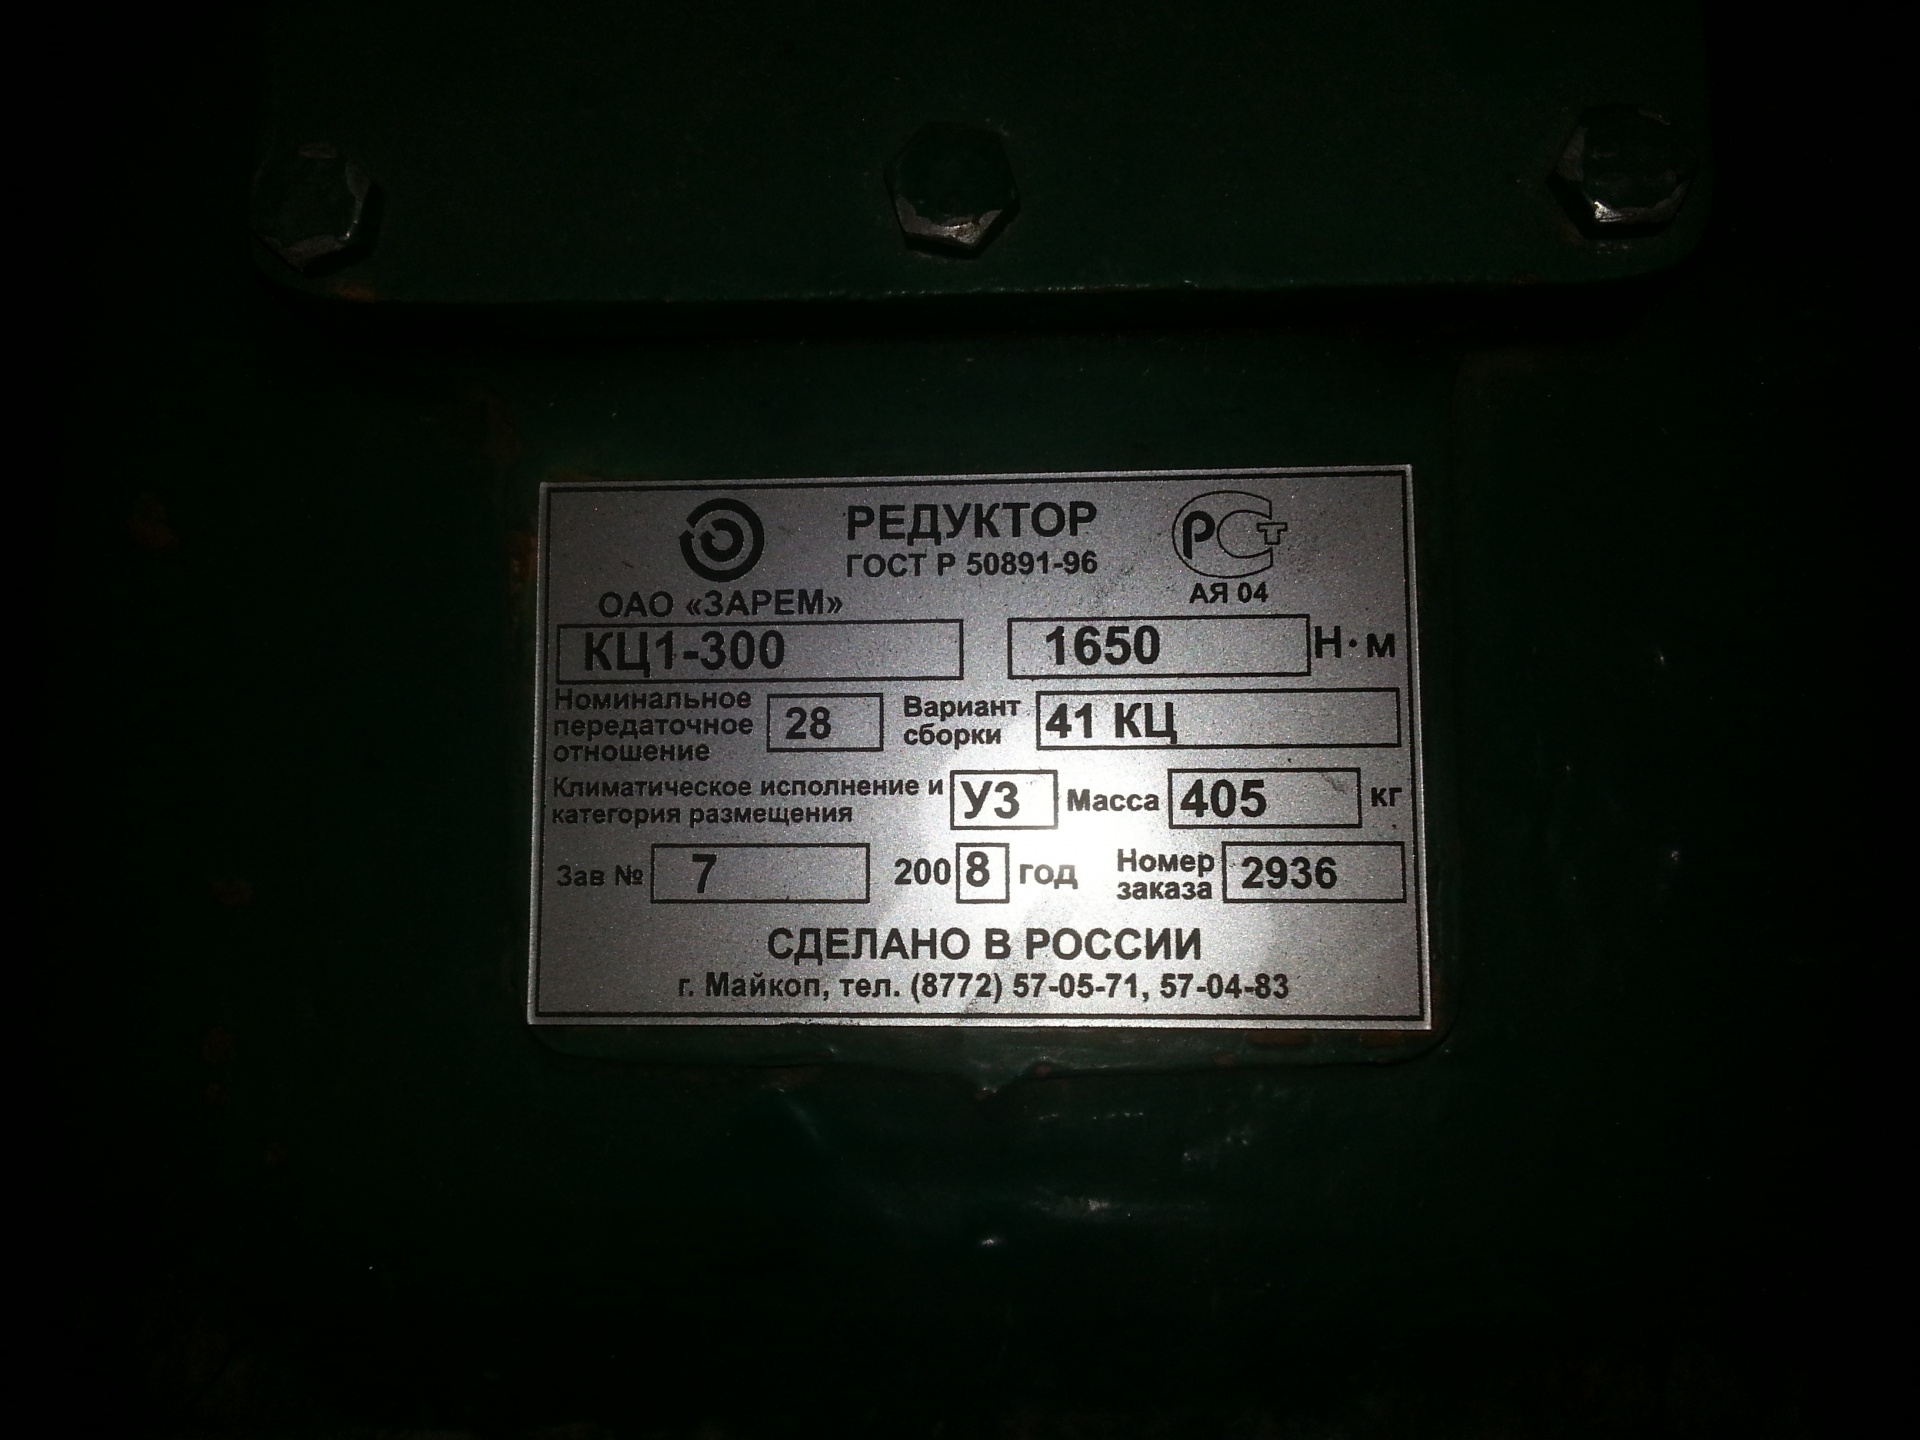 РЕДУКТОР
ГОСТ Р 50891-96
РСТ
АЯ 04
ОАО «ЗАРЕМ»
КЦ1-300 1650 Н·м
Номинальное
передаточное
отношение
28
Вариант
сборки
41 КЦ
Климатическое исполнение и
категория размещения
У3 Масса 405 кг
Зав № 7 2008 год
Номер
заказа
2936
СДЕЛАНО В РОССИИ
г. Майкоп, тел. (8772) 57-05-71, 57-04-83